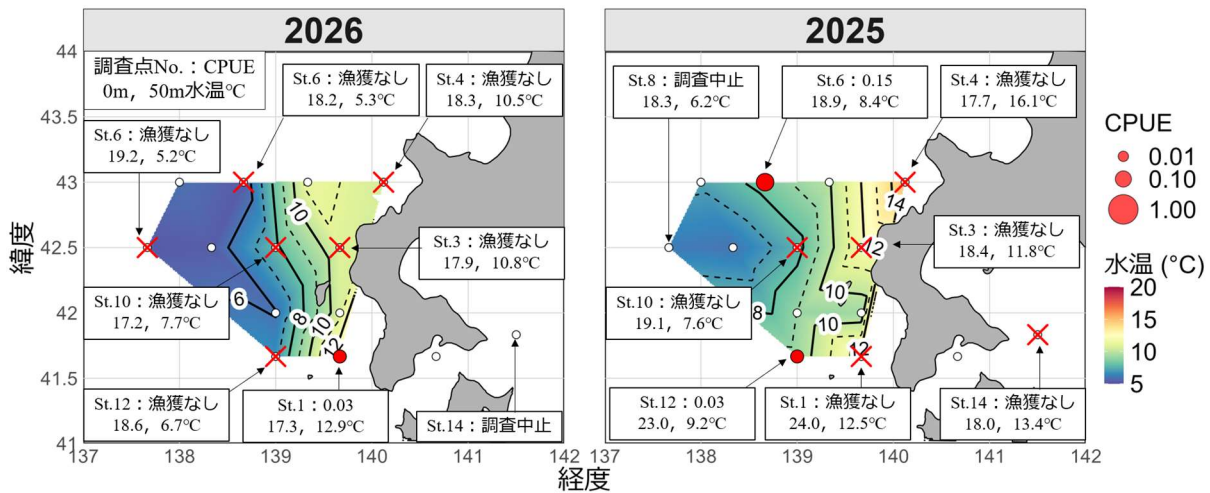 2026
2025
44
43.5
43
42.5
42
41.5
41
緯度
調査点No.：CPUE
0m，50m水温℃
St.6：漁獲なし
18.2，5.3℃
St.4：漁獲なし
18.3，10.5℃
St.6：漁獲なし
19.2，5.2℃
St.3：漁獲なし
17.9，10.8℃
St.10：漁獲なし
17.2，7.7℃
St.12：漁獲なし
18.6，6.7℃
St.1：0.03
17.3，12.9℃
St.14：調査中止
10
6
8
10
12
137
138
139
140
141
142
St.8：調査中止
18.3，6.2℃
St.6：0.15
18.9，8.4℃
St.4：漁獲なし
17.7，16.1℃
St.3：漁獲なし
18.4，11.8℃
St.10：漁獲なし
19.1，7.6℃
St.12：0.03
23.0，9.2℃
St.1：漁獲なし
24.0，12.5℃
St.14：漁獲なし
18.0，13.4℃
14
12
10
8
10
12
137
138
139
140
141
142
経度
CPUE
0.01
0.10
1.00
水温 (℃)
20
15
10
5